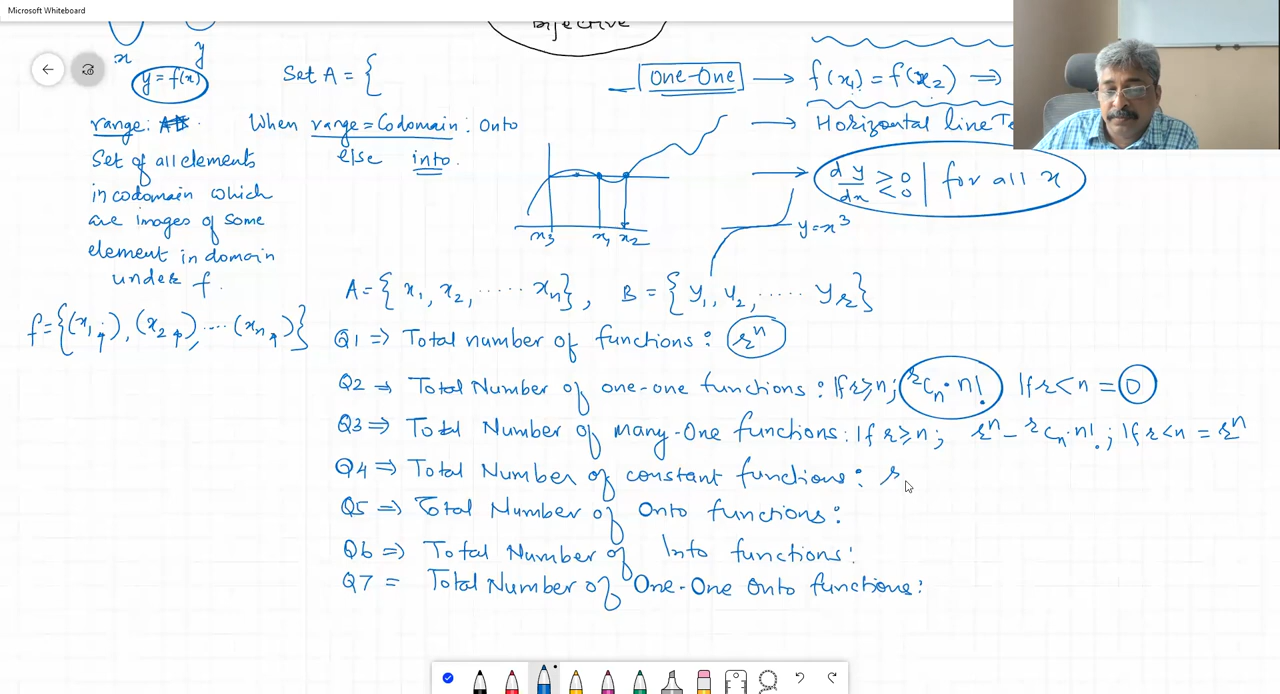 Microsoft Whiteboard
Bijective
x y
y = f(x)
Set A = {
One-One → f(x₁) = f(x₂) ⇒
range: When range = Codomain : Onto
else into.
→ Horizontal line Te
Set of all elements
in codomain which
are images of some
element in domain
under f.
→ dy/dx ≥ 0 < 0 | for all x
y = x³
x₃ x₁ x₂
A = { x₁, x₂, ...... xₙ}, B = { y₁, y₂, ...... yᵣ}
f = {(x₁, ), (x₂, ), ... (xₙ, )}
Q1 ⇒ Total number of functions : rⁿ
Q2 ⇒ Total Number of one-one functions : If r ≥ n; ʳCₙ · n! If r < n = 0
Q3 ⇒ Total Number of Many-One functions: If r ≥ n; rⁿ - ʳCₙ · n! ; If r < n = rⁿ
Q4 ⇒ Total Number of constant functions : r
Q5 ⇒ Total Number of Onto functions :
Q6 ⇒ Total Number of Into functions :
Q7 = Total Number of One-One Onto functions :